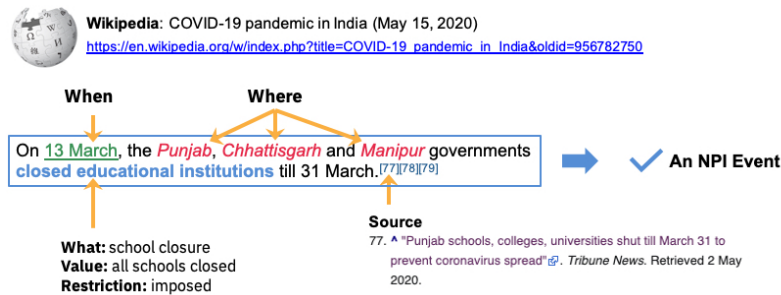 Wikipedia: COVID-19 pandemic in India (May 15, 2020)
https://en.wikipedia.org/w/index.php?title=COVID-19_pandemic_in_India&oldid=956782750
When
Where
On 13 March, the Punjab, Chhattisgarh and Manipur governments
closed educational institutions till 31 March.[77][78][79]
An NPI Event
What: school closure
Value: all schools closed
Restriction: imposed
Source
77. ^ "Punjab schools, colleges, universities shut till March 31 to
prevent coronavirus spread". Tribune News. Retrieved 2 May
2020.